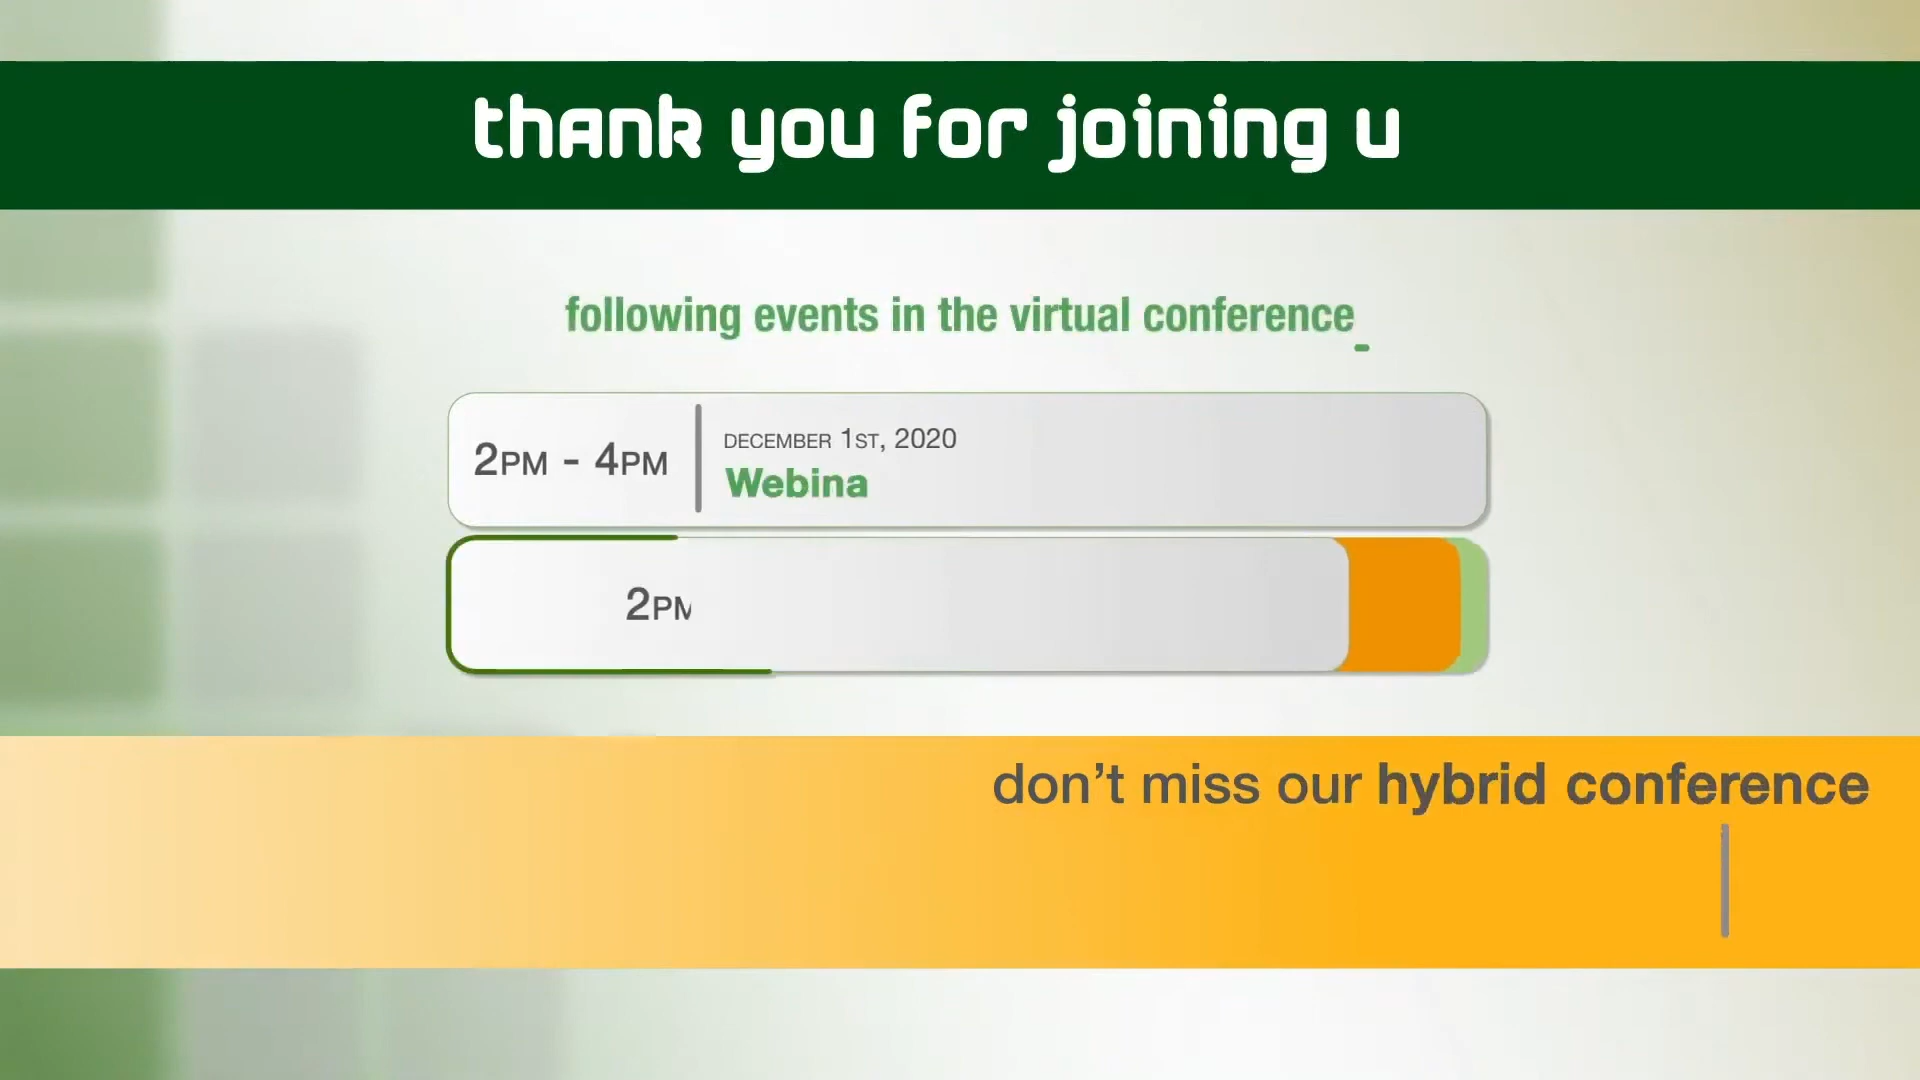 thank you for joining u
following events in the virtual conference
2PM - 4PM
DECEMBER 1ST, 2020
Webina
2PM
don't miss our hybrid conference